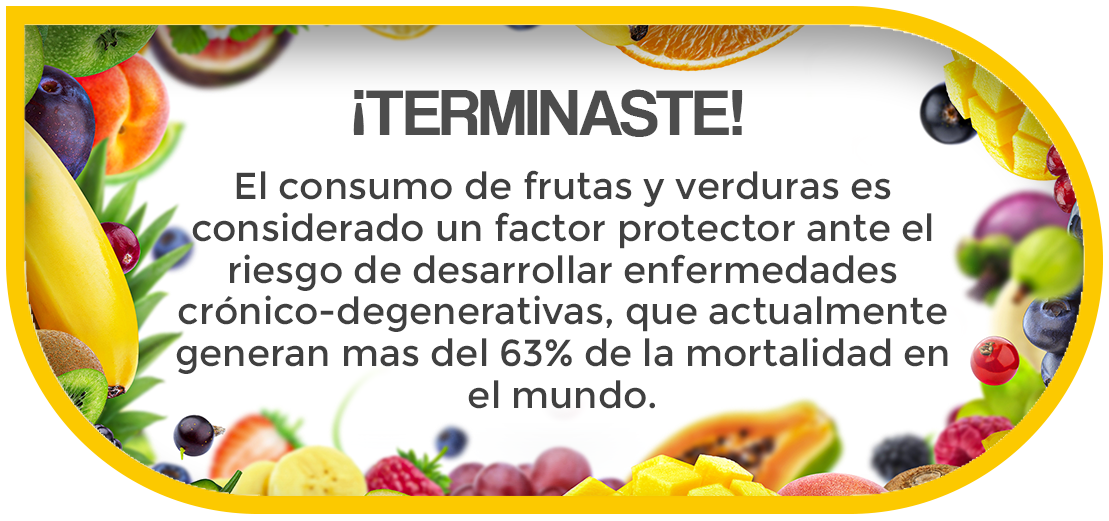 ¡TERMINASTE!
El consumo de frutas y verduras es
considerado un factor protector ante el
riesgo de desarrollar enfermedades
crónico-degenerativas, que actualmente
generan mas del 63% de la mortalidad en
el mundo.